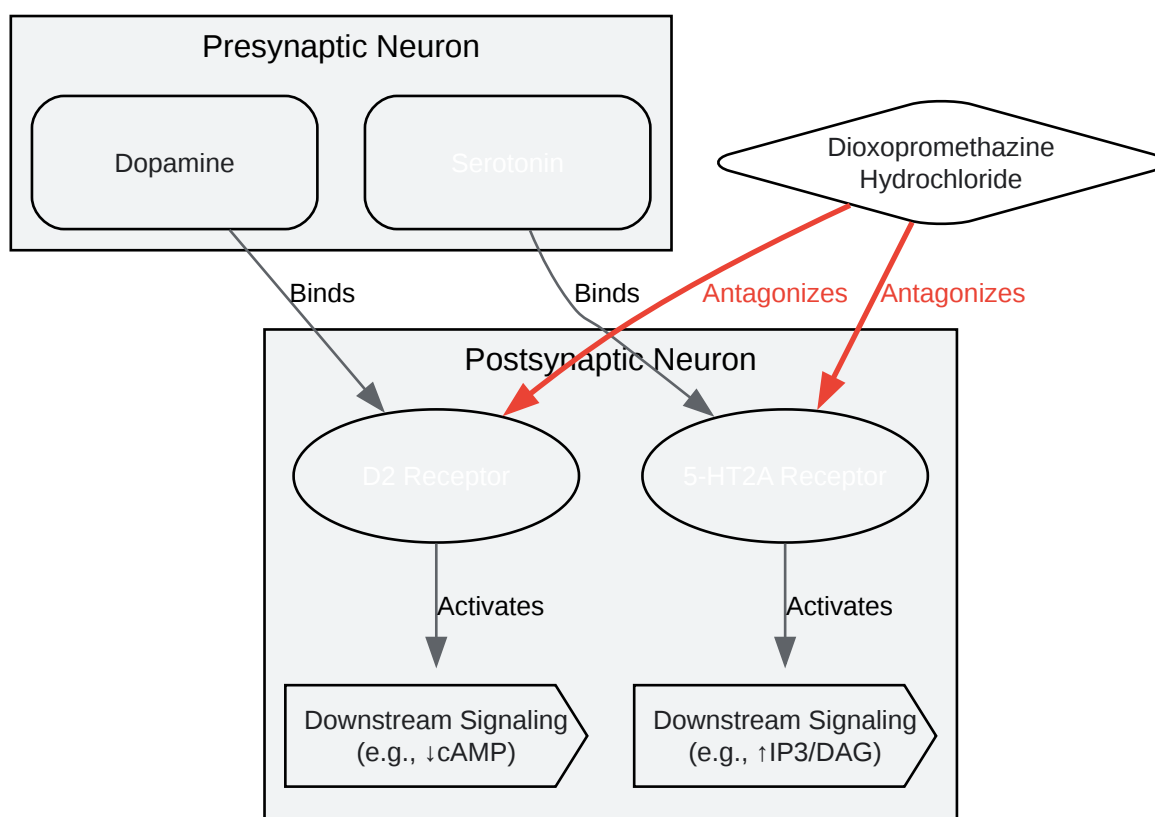 Presynaptic Neuron
Dopamine
Serotonin
Dioxopromethazine
Hydrochloride
Binds
Binds
Antagonizes
Antagonizes
Postsynaptic Neuron
D2 Receptor
5-HT2A Receptor
Activates
Activates
Downstream Signaling
(e.g., ↓cAMP)
Downstream Signaling
(e.g., ↑IP3/DAG)